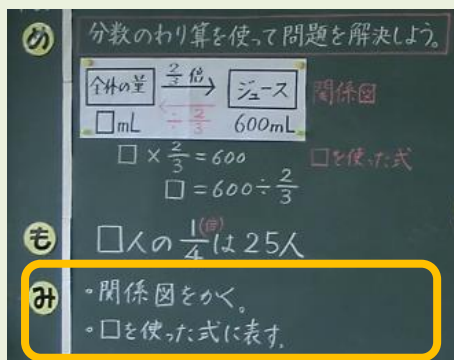 め 分数のわり算を使って問題を解決しよう。
全体の量 2/3倍 ジュース 関係図
□mL ÷2/3 600mL
□×2/3=600 □を使った式
□=600÷2/3
も □人の1/4(倍)は25人
み ・関係図をかく。
・□を使った式に表す。